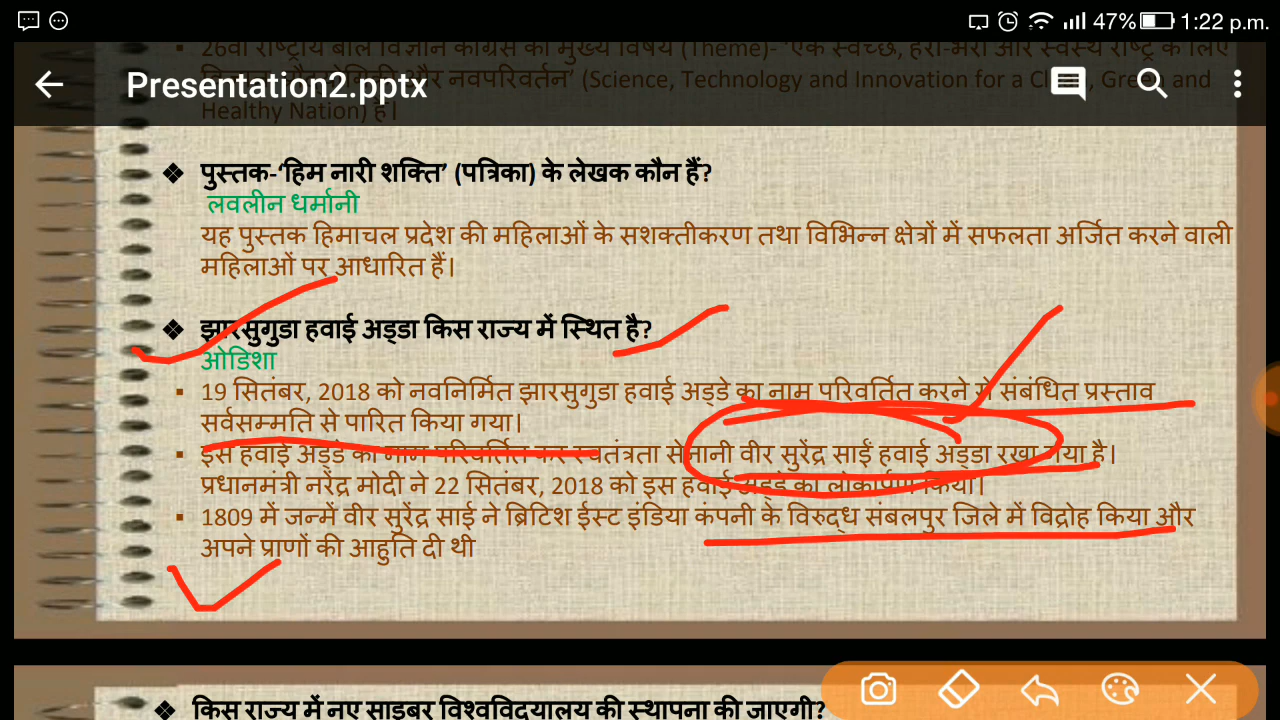 47% 1:22 p.m.
26वां राष्ट्रीय बाल विज्ञान कांग्रेस का मुख्य विषय (Theme)- ‘एक स्वच्छ, हरा-भरा और स्वस्थ राष्ट्र के लिए
Presentation2.pptx
और नवपरिवर्तन’ (Science, Technology and Innovation for a and
Healthy Nation) है।
❖ पुस्तक-‘हिम नारी शक्ति’ (पत्रिका) के लेखक कौन हैं?
लवलीन धर्मानी
यह पुस्तक हिमाचल प्रदेश की महिलाओं के सशक्तीकरण तथा विभिन्न क्षेत्रों में सफलता अर्जित करने वाली
महिलाओं पर आधारित हैं।
❖ झारसुगुडा हवाई अड्डा किस राज्य में स्थित है?
ओडिशा
▪ 19 सितंबर, 2018 को नवनिर्मित झारसुगुडा हवाई अड्डे का नाम परिवर्तित करने से संबंधित प्रस्ताव
सर्वसम्मति से पारित किया गया।
▪ इस हवाई अड्डे का नाम परिवर्तित कर स्वतंत्रता सेनानी वीर सुरेंद्र साईं हवाई अड्डा रखा गया है।
प्रधानमंत्री नरेंद्र मोदी ने 22 सितंबर, 2018 को इस हवाई अड्डे का लोकार्पण किया।
▪ 1809 में जन्में वीर सुरेंद्र साई ने ब्रिटिश ईस्ट इंडिया कंपनी के विरुद्ध संबलपुर जिले में विद्रोह किया और
अपने प्राणों की आहुति दी थी
❖ किस राज्य में नए साइबर विश्वविद्यालय की स्थापना की जाएगी?